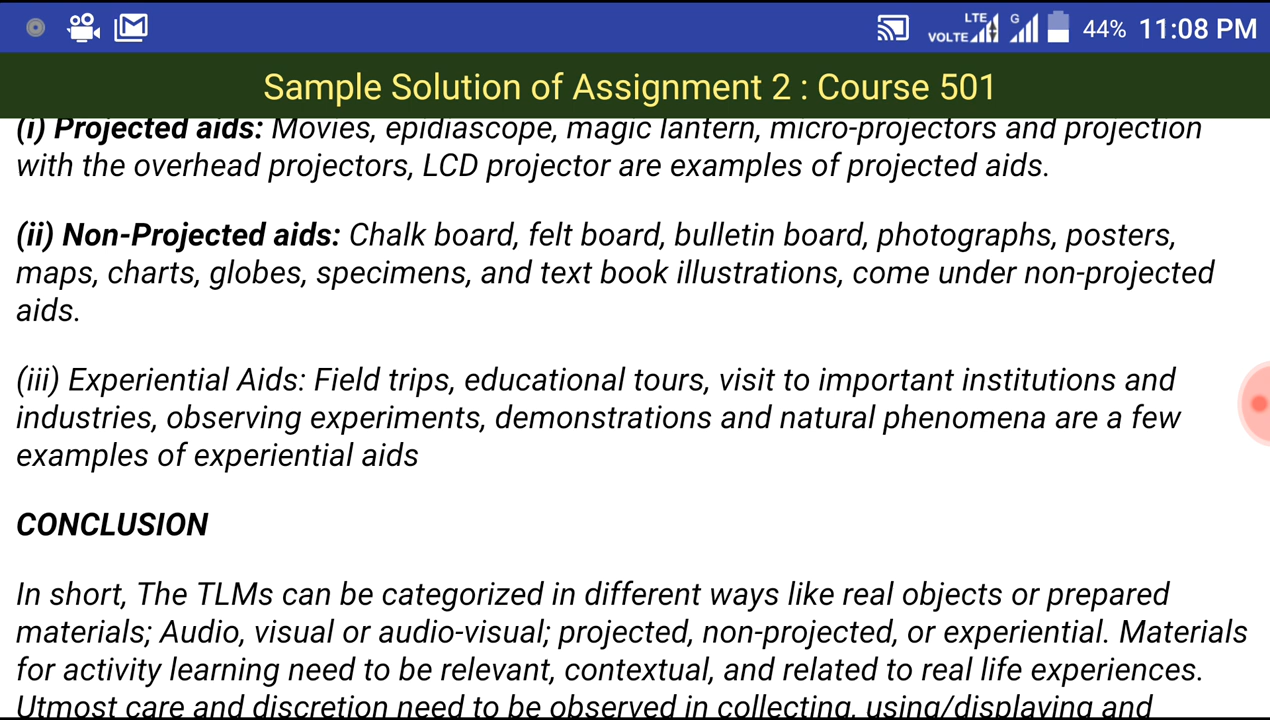 LTE
VOLTE
G
44% 11:08 PM
Sample Solution of Assignment 2 : Course 501
(i) Projected aids: Movies, epidiascope, magic lantern, micro-projectors and projection
with the overhead projectors, LCD projector are examples of projected aids.
(ii) Non-Projected aids: Chalk board, felt board, bulletin board, photographs, posters,
maps, charts, globes, specimens, and text book illustrations, come under non-projected
aids.
(iii) Experiential Aids: Field trips, educational tours, visit to important institutions and
industries, observing experiments, demonstrations and natural phenomena are a few
examples of experiential aids
CONCLUSION
In short, The TLMs can be categorized in different ways like real objects or prepared
materials; Audio, visual or audio-visual; projected, non-projected, or experiential. Materials
for activity learning need to be relevant, contextual, and related to real life experiences.
Utmost care and discretion need to be observed in collecting, using/displaying and